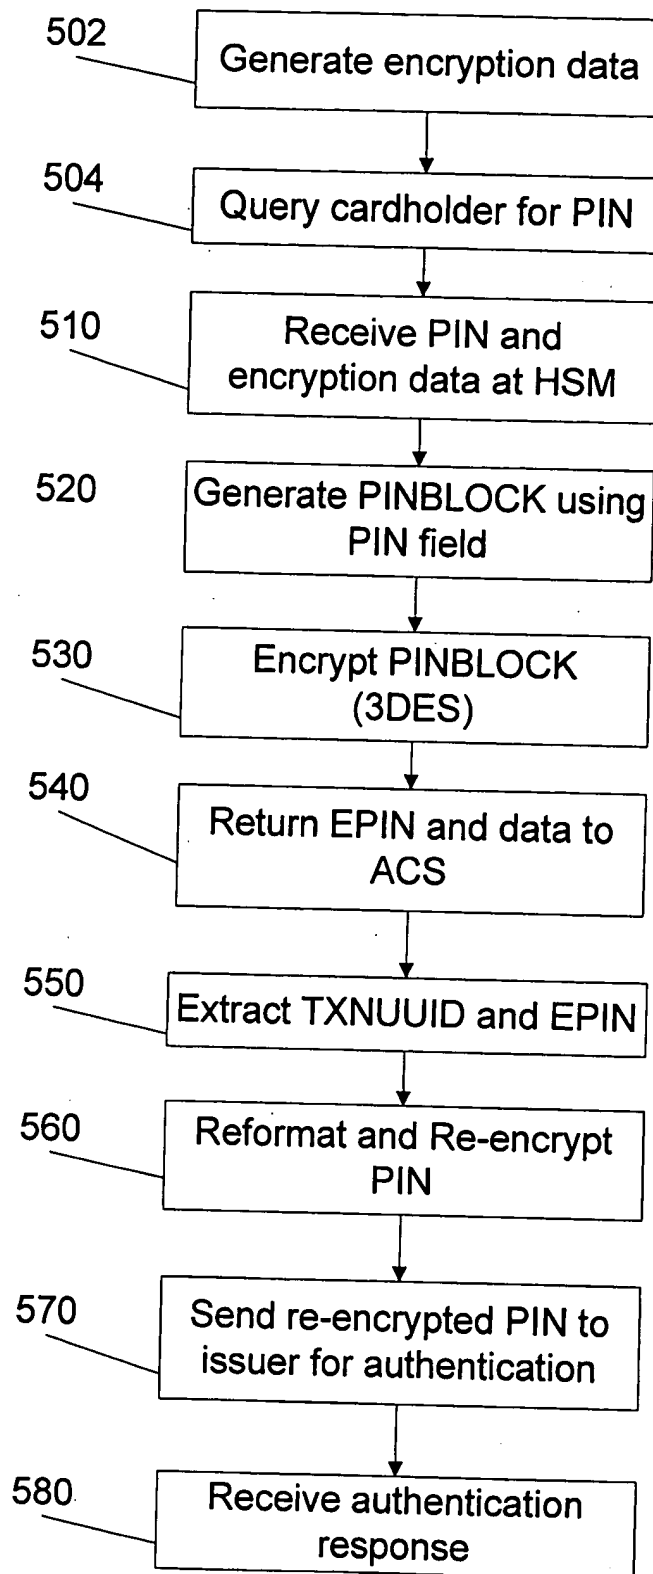 502
Generate encryption data
504
Query cardholder for PIN
510
Receive PIN and
encryption data at HSM
520
Generate PINBLOCK using
PIN field
530
Encrypt PINBLOCK
(3DES)
540
Return EPIN and data to
ACS
550
Extract TXNUUID and EPIN
560
Reformat and Re-encrypt
PIN
570
Send re-encrypted PIN to
issuer for authentication
580
Receive authentication
response